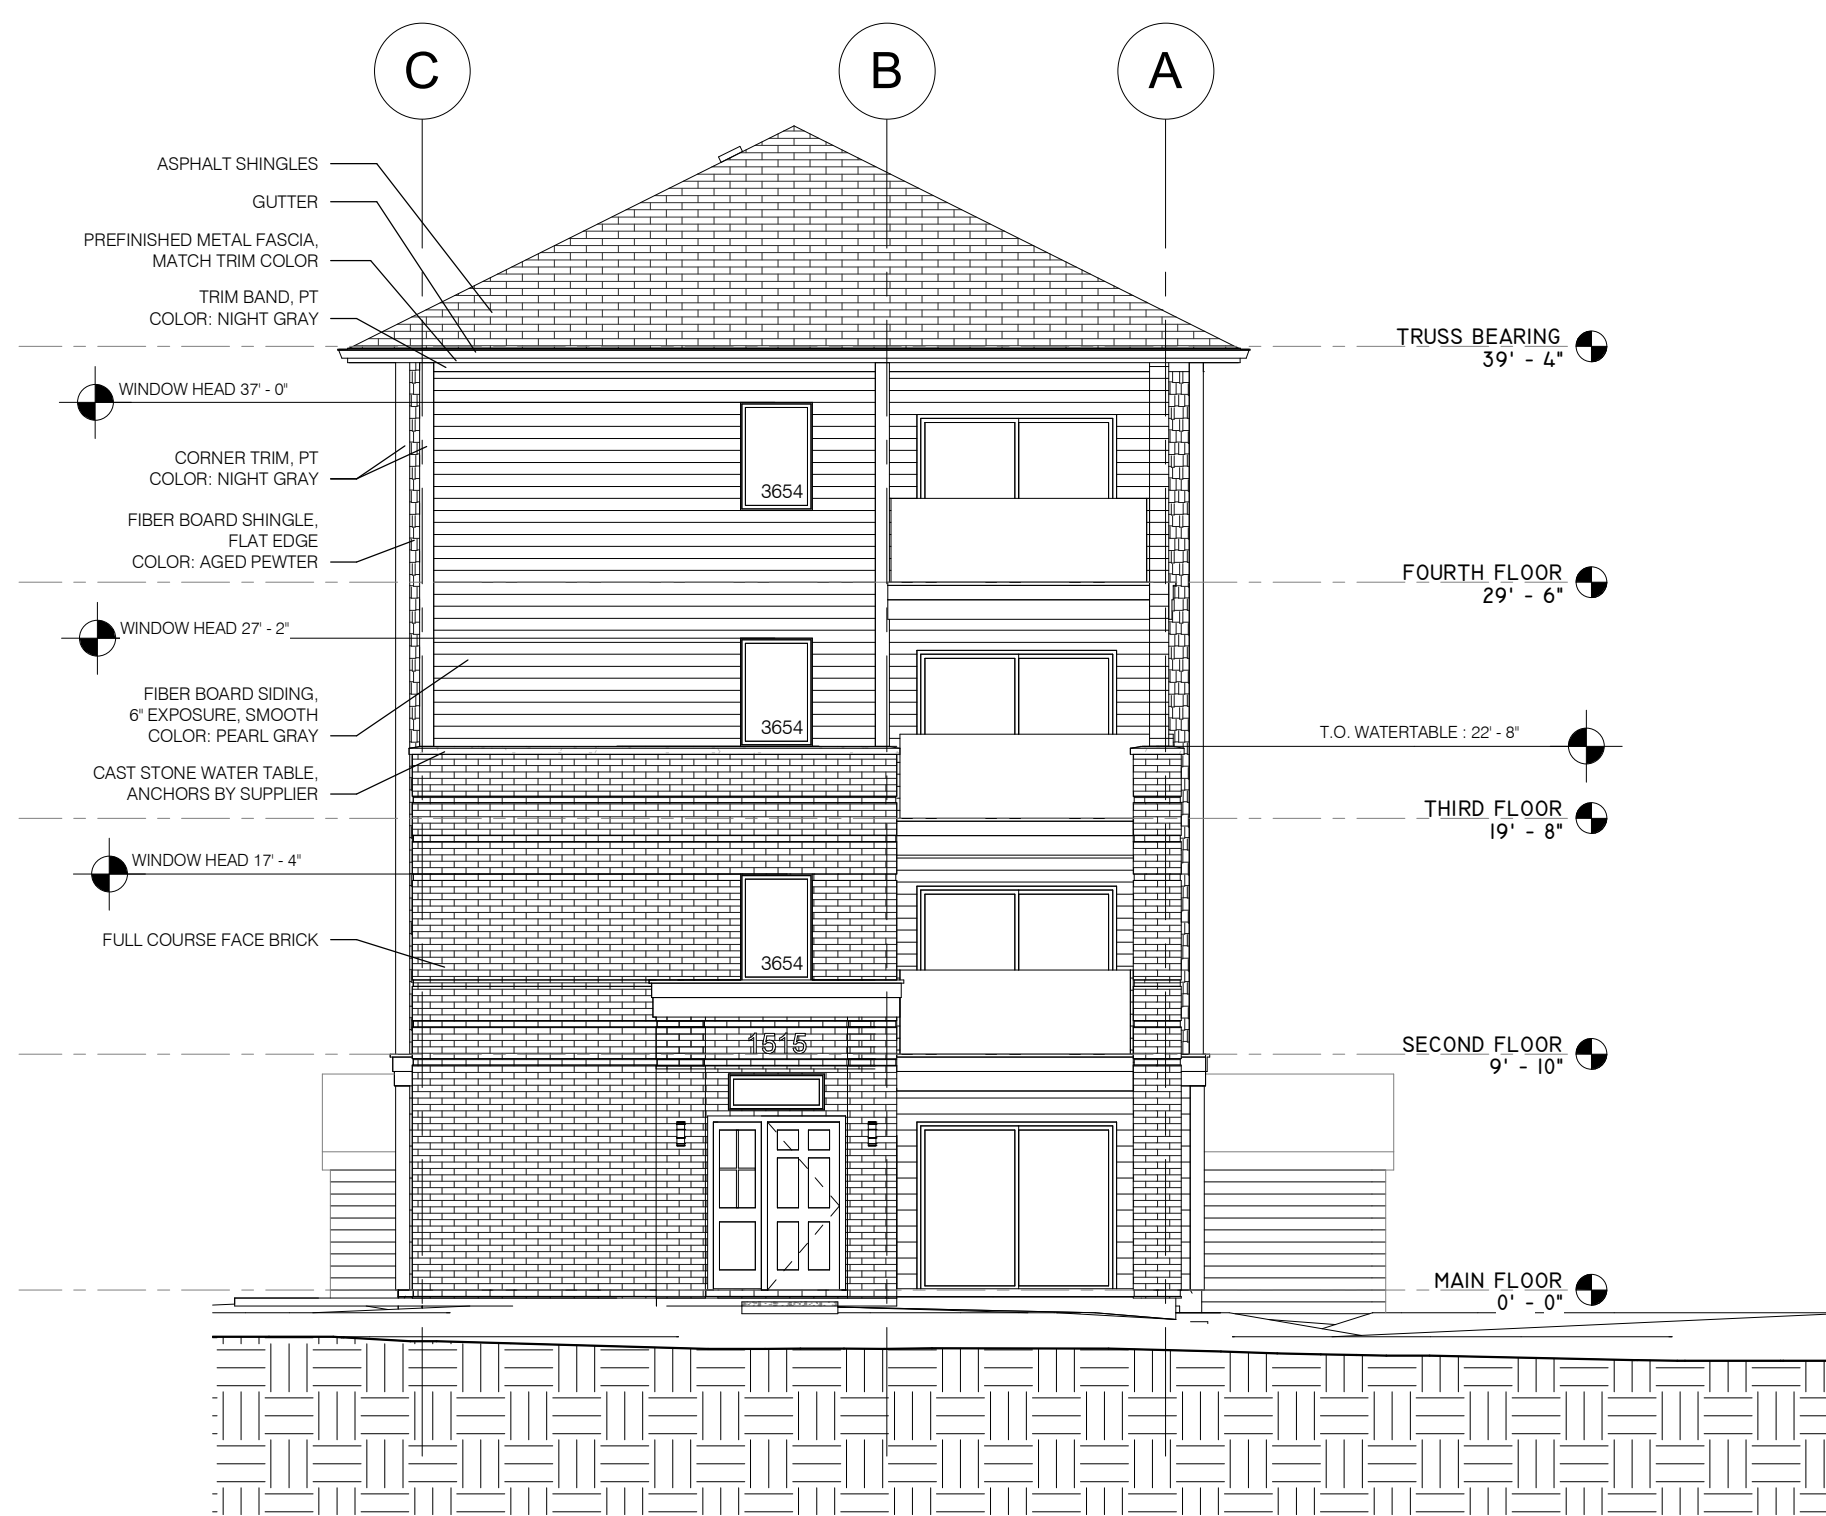 C
B
A
ASPHALT SHINGLES
GUTTER
PREFINISHED METAL FASCIA,
MATCH TRIM COLOR
TRIM BAND, PT
COLOR: NIGHT GRAY
TRUSS BEARING
39' - 4"
WINDOW HEAD 37' - 0"
CORNER TRIM, PT
COLOR: NIGHT GRAY
3654
FIBER BOARD SHINGLE,
FLAT EDGE
COLOR: AGED PEWTER
FOURTH FLOOR
29' - 6"
WINDOW HEAD 27' - 2"
FIBER BOARD SIDING,
6" EXPOSURE, SMOOTH
COLOR: PEARL GRAY
3654
T.O. WATERTABLE : 22' - 8"
CAST STONE WATER TABLE,
ANCHORS BY SUPPLIER
THIRD FLOOR
19' - 8"
WINDOW HEAD 17' - 4"
FULL COURSE FACE BRICK
3654
1515
SECOND FLOOR
9' - 10"
MAIN FLOOR
0' - 0"